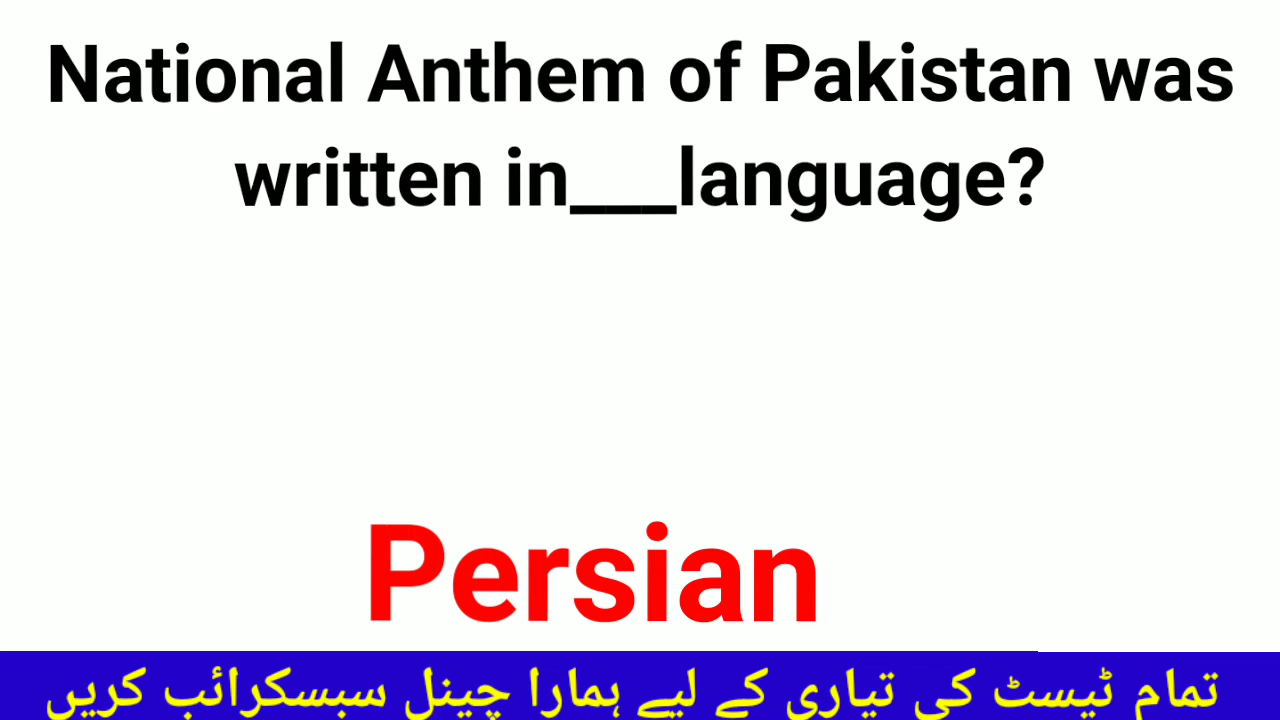 National Anthem of Pakistan was
written in___language?
Persian
تمام ٹیسٹ کی تیاری کے لیے ہمارا چینل سبسکرائب کریں